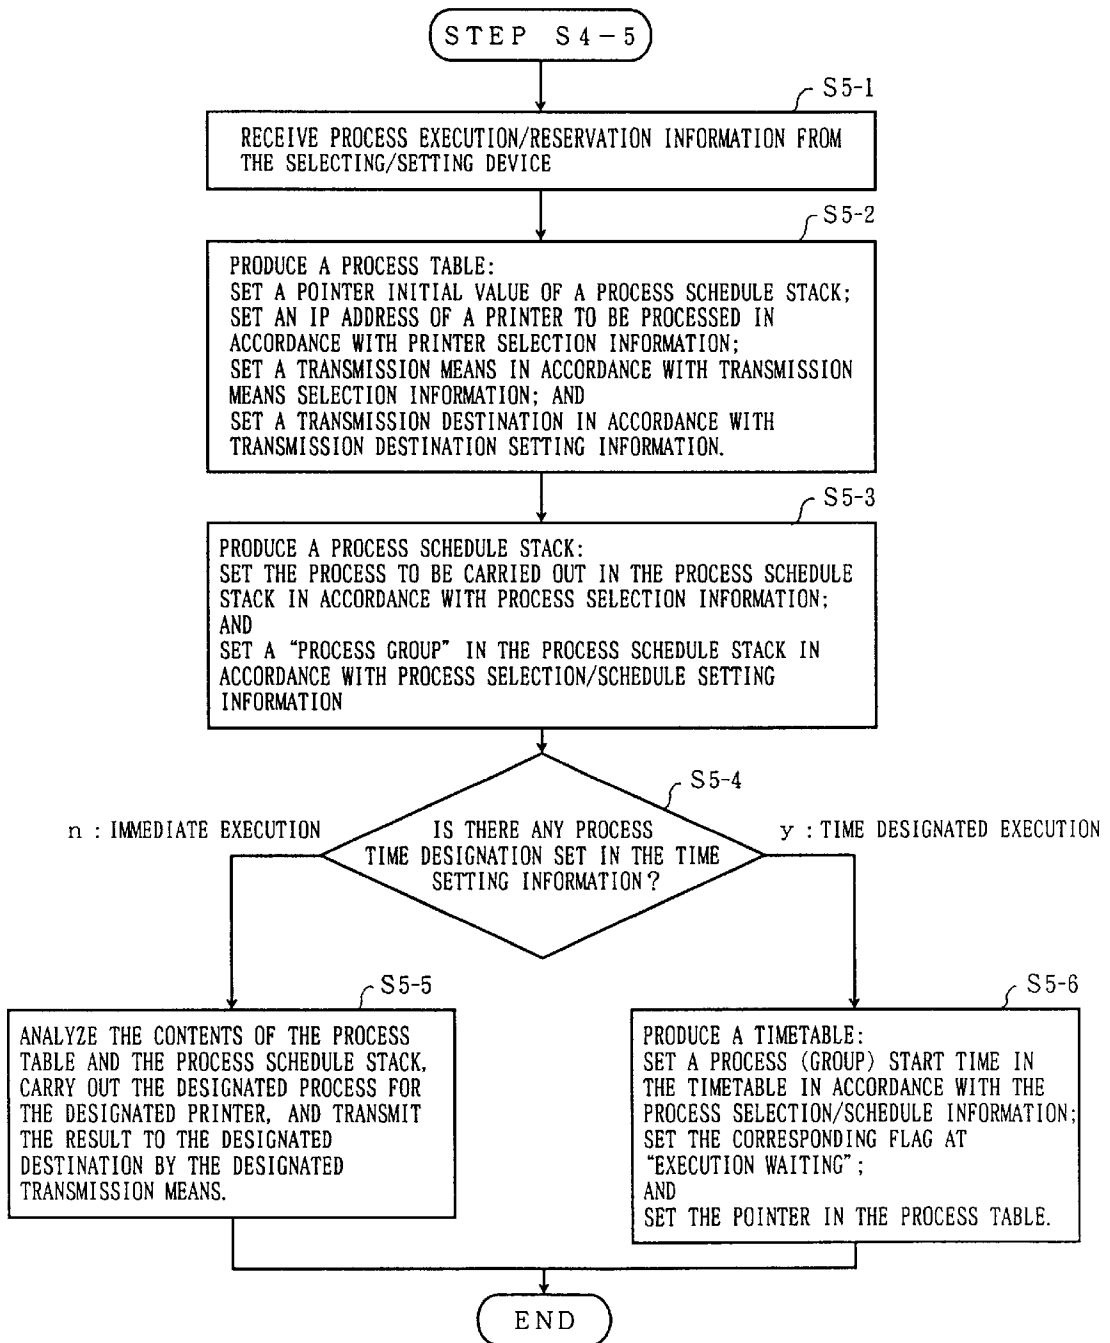 STEP S4-5
S5-1
RECEIVE PROCESS EXECUTION/RESERVATION INFORMATION FROM
THE SELECTING/SETTING DEVICE
S5-2
PRODUCE A PROCESS TABLE:
SET A POINTER INITIAL VALUE OF A PROCESS SCHEDULE STACK;
SET AN IP ADDRESS OF A PRINTER TO BE PROCESSED IN
ACCORDANCE WITH PRINTER SELECTION INFORMATION;
SET A TRANSMISSION MEANS IN ACCORDANCE WITH TRANSMISSION
MEANS SELECTION INFORMATION; AND
SET A TRANSMISSION DESTINATION IN ACCORDANCE WITH
TRANSMISSION DESTINATION SETTING INFORMATION.
S5-3
PRODUCE A PROCESS SCHEDULE STACK:
SET THE PROCESS TO BE CARRIED OUT IN THE PROCESS SCHEDULE
STACK IN ACCORDANCE WITH PROCESS SELECTION INFORMATION;
AND
SET A "PROCESS GROUP" IN THE PROCESS SCHEDULE STACK IN
ACCORDANCE WITH PROCESS SELECTION/SCHEDULE SETTING
INFORMATION
S5-4
n : IMMEDIATE EXECUTION
IS THERE ANY PROCESS
TIME DESIGNATION SET IN THE TIME
SETTING INFORMATION?
y : TIME DESIGNATED EXECUTION
S5-5
ANALYZE THE CONTENTS OF THE PROCESS
TABLE AND THE PROCESS SCHEDULE STACK,
CARRY OUT THE DESIGNATED PROCESS FOR
THE DESIGNATED PRINTER, AND TRANSMIT
THE RESULT TO THE DESIGNATED
DESTINATION BY THE DESIGNATED
TRANSMISSION MEANS.
S5-6
PRODUCE A TIMETABLE:
SET A PROCESS (GROUP) START TIME IN
THE TIMETABLE IN ACCORDANCE WITH THE
PROCESS SELECTION/SCHEDULE INFORMATION;
SET THE CORRESPONDING FLAG AT
"EXECUTION WAITING";
AND
SET THE POINTER IN THE PROCESS TABLE.
END